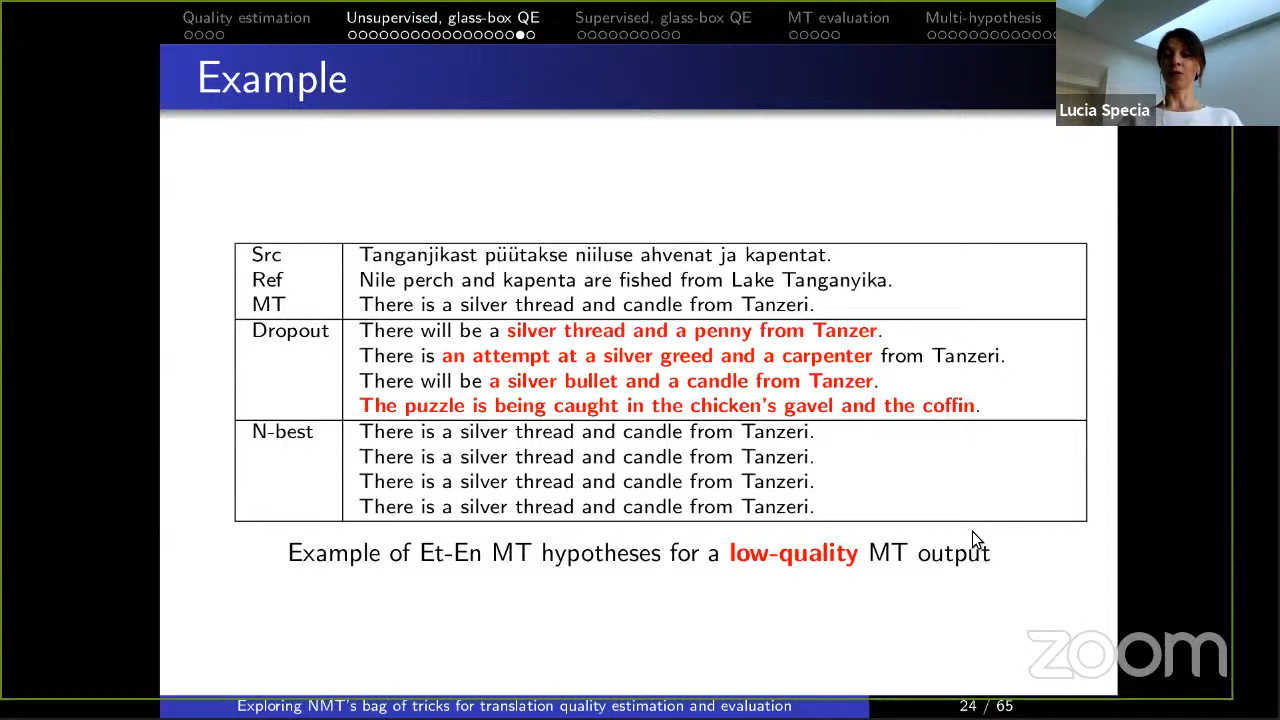 Quality estimation Unsupervised, glass-box QE Supervised, glass-box QE MT evaluation Multi-hypothesis
Example
Lucia Specia
Src Tanganjikast püütakse niiluse ahvenat ja kapentat.
Ref Nile perch and kapenta are fished from Lake Tanganyika.
MT There is a silver thread and candle from Tanzeri.
Dropout There will be a silver thread and a penny from Tanzer.
There is an attempt at a silver greed and a carpenter from Tanzeri.
There will be a silver bullet and a candle from Tanzer.
The puzzle is being caught in the chicken's gavel and the coffin.
N-best There is a silver thread and candle from Tanzeri.
There is a silver thread and candle from Tanzeri.
There is a silver thread and candle from Tanzeri.
There is a silver thread and candle from Tanzeri.
Example of Et-En MT hypotheses for a low-quality MT output
zoom
Exploring NMT's bag of tricks for translation quality estimation and evaluation 24 / 65